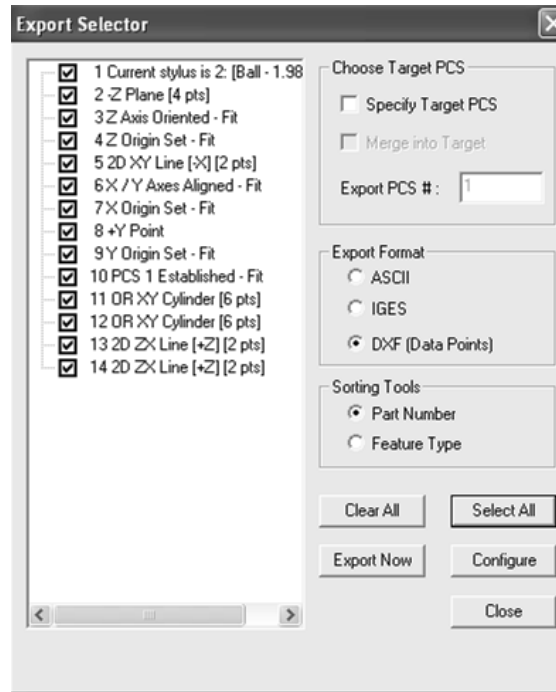 Export Selector
1 Current stylus is 2: [Ball - 1.98
2 -Z Plane [4 pts]
3 Z Axis Oriented - Fit
4 Z Origin Set - Fit
5 2D XY Line [-X] [2 pts]
6 X / Y Axes Aligned - Fit
7 X Origin Set - Fit
8 +Y Point
9 Y Origin Set - Fit
10 PCS 1 Established - Fit
11 OR XY Cylinder [6 pts]
12 OR XY Cylinder [6 pts]
13 2D ZX Line [+Z] [2 pts]
14 2D ZX Line [+Z] [2 pts]
Choose Target PCS
Specify Target PCS
Merge into Target
Export PCS # : 1
Export Format
ASCII
IGES
DXF (Data Points)
Sorting Tools
Part Number
Feature Type
Clear All
Select All
Export Now
Configure
Close